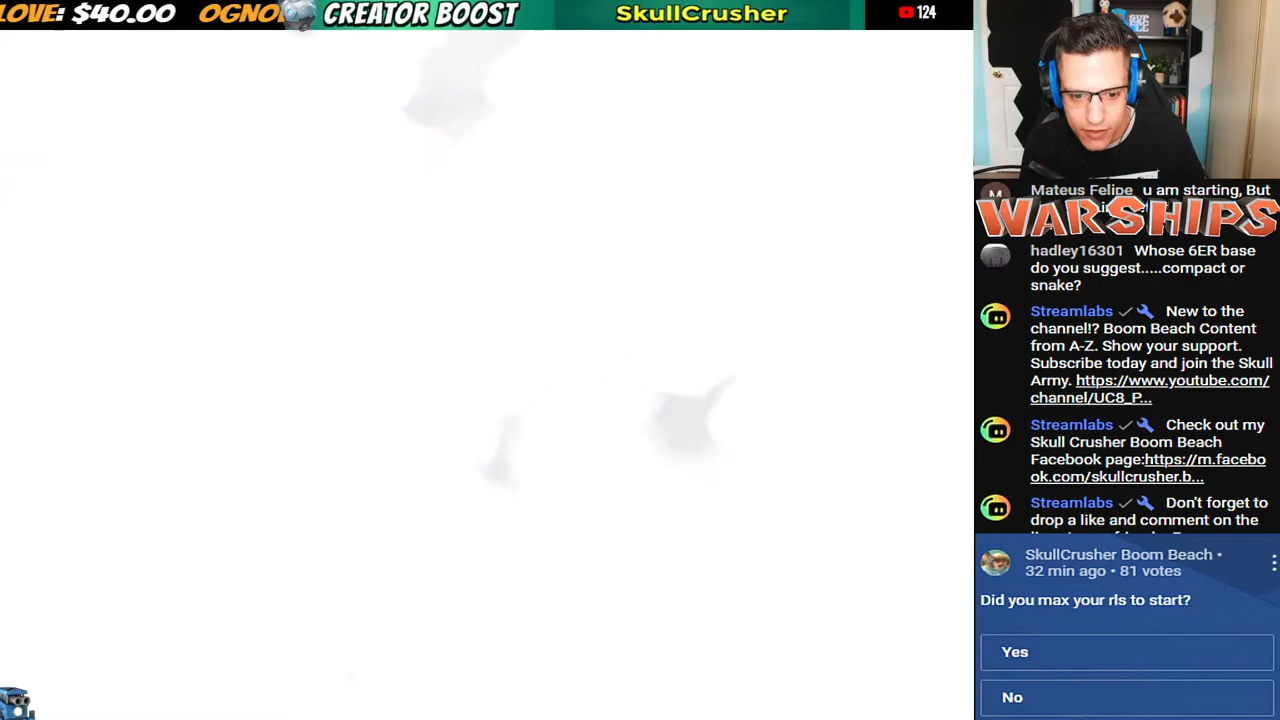 LOVE: $40.00 OGNO
CREATOR BOOST
SkullCrusher
124
SUP
CELL
M
Mateus Felipe u am starting, But
WARSHIPS
hadley16301 Whose 6ER base
do you suggest.....compact or
snake?
Streamlabs New to the
channel!? Boom Beach Content
from A-Z. Show your support.
Subscribe today and join the Skull
Army. https://www.youtube.com/
channel/UC8_P...
Streamlabs Check out my
Skull Crusher Boom Beach
Facebook page:https://m.facebo
ok.com/skullcrusher.b...
Streamlabs Don't forget to
drop a like and comment on the
SkullCrusher Boom Beach •
32 min ago • 81 votes
Did you max your rls to start?
Yes
No